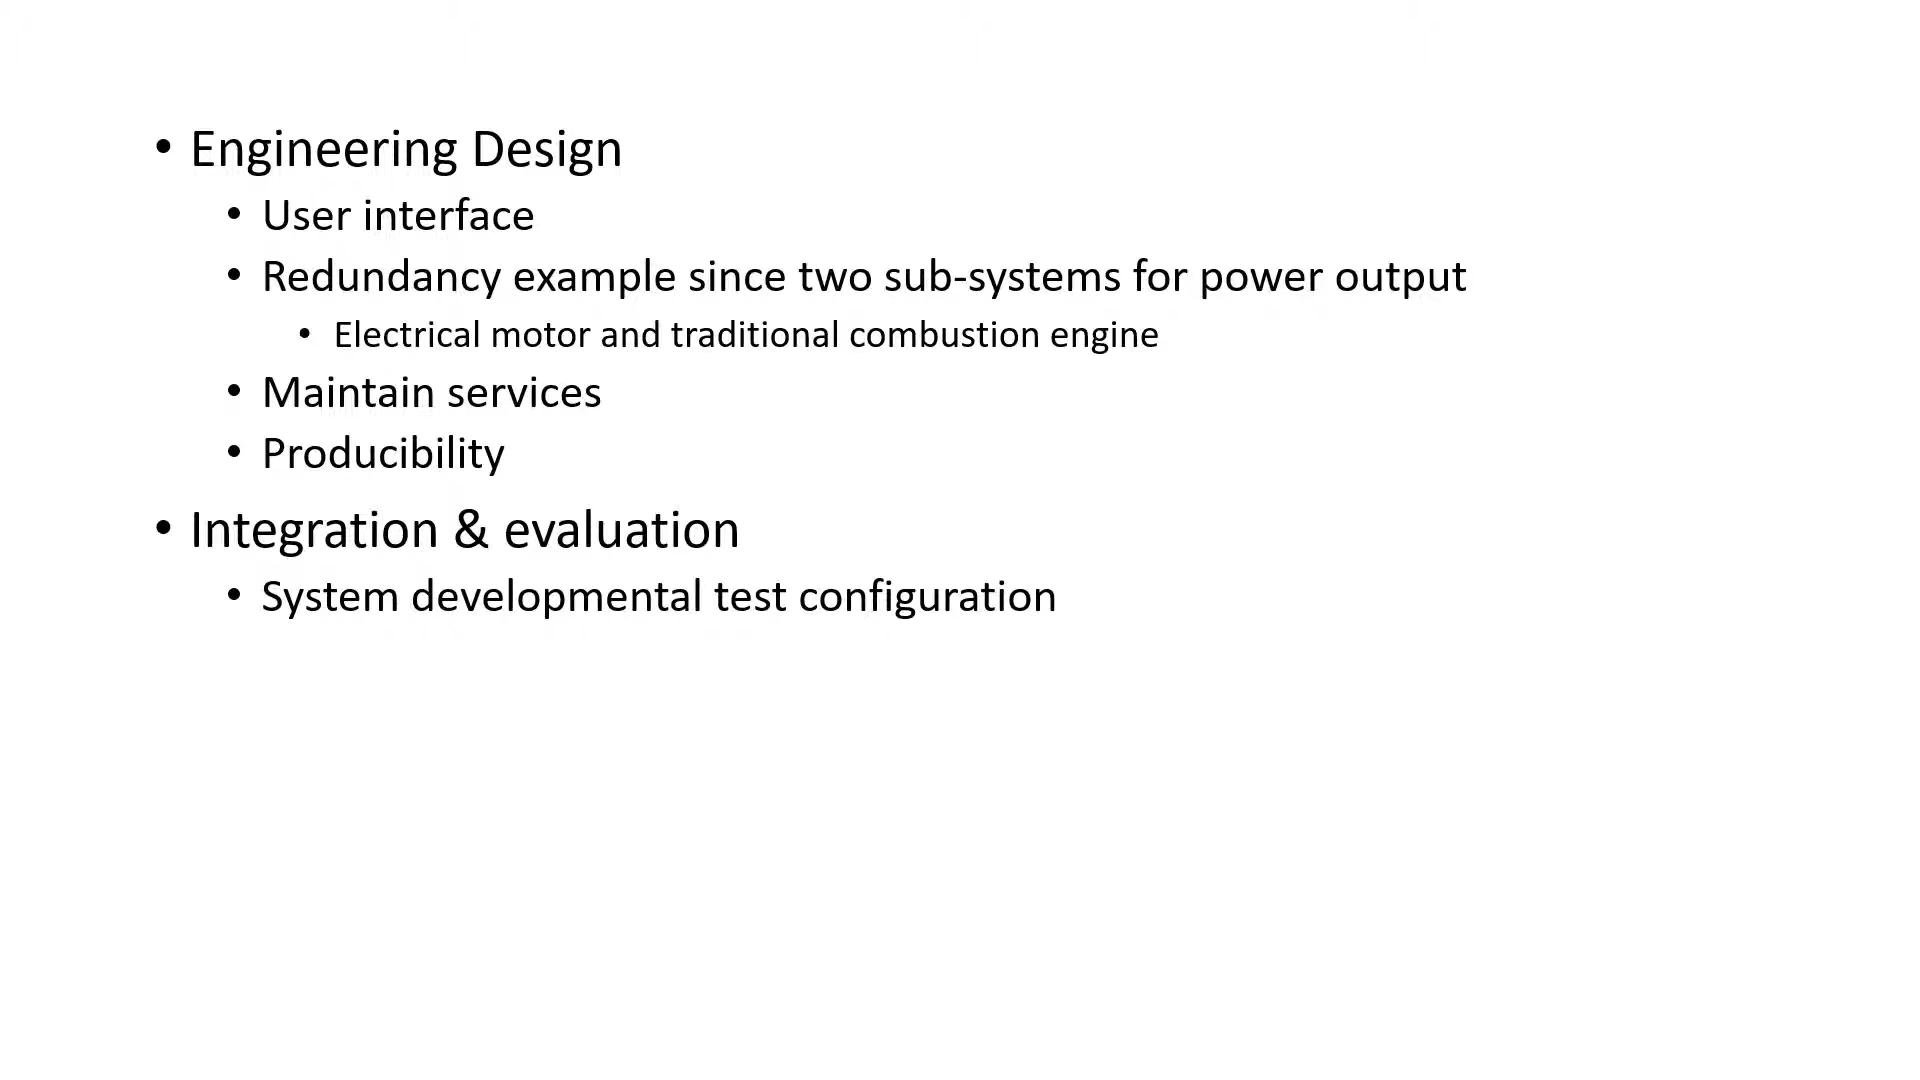 • Engineering Design
• User interface
• Redundancy example since two sub-systems for power output
• Electrical motor and traditional combustion engine
• Maintain services
• Producibility
• Integration & evaluation
• System developmental test configuration